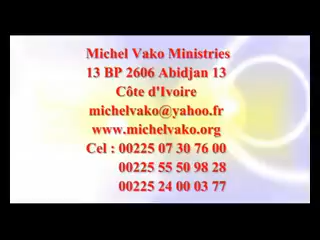 Michel Vako Ministries
13 BP 2606 Abidjan 13
Côte d'Ivoire
michelvako@yahoo.fr
www.michelvako.org
Cel : 00225 07 30 76 00
00225 55 50 98 28
00225 24 00 03 77